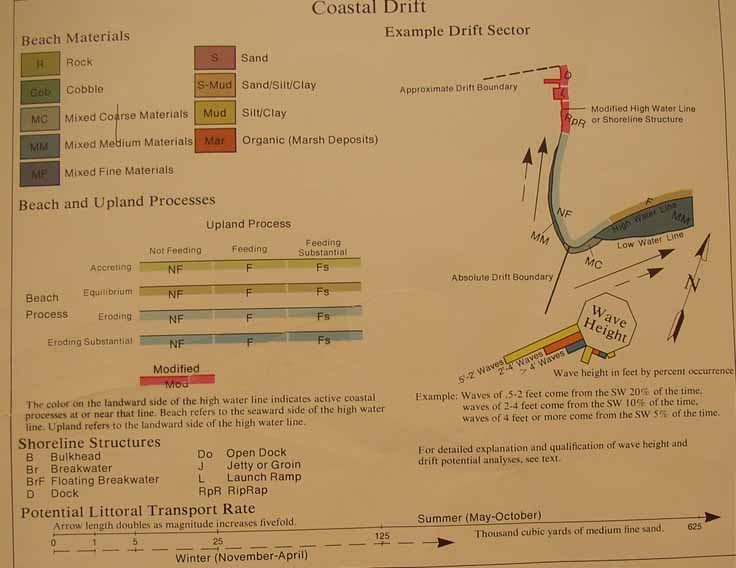 Coastal Drift
Beach Materials
R Rock
Cob Cobble
MC Mixed Coarse Materials
MM Mixed Medium Materials
MF Mixed Fine Materials
S Sand
S-Mud Sand/Silt/Clay
Mud Silt/Clay
Mar Organic (Marsh Deposits)
Example Drift Sector
Approximate Drift Boundary
D
L
RpR
Modified High Water Line
or Shoreline Structure
NF
MM
F
High Water Line
MM
Low Water Line
MC
Absolute Drift Boundary
N
Beach and Upland Processes
Upland Process
Not Feeding
Feeding
Feeding
Substantial
Beach
Process
Accreting NF F Fs
Equilibrium NF F Fs
Eroding NF F Fs
Eroding Substantial NF F Fs
Modified
Mod
Wave
Height
.5-2' Waves
2'-4' Waves
> 4' Waves
Wave height in feet by percent occurrence
Example: Waves of .5-2 feet come from the SW 20% of the time,
waves of 2-4 feet come from the SW 10% of the time,
waves of 4 feet or more come from the SW 5% of the time.
The color on the landward side of the high water line indicates active coastal
processes at or near that line. Beach refers to the seaward side of the high water
line. Upland refers to the landward side of the high water line.
For detailed explanation and qualification of wave height and
drift potential analyses, see text.
Shoreline Structures
B Bulkhead
Br Breakwater
BrF Floating Breakwater
D Dock
Do Open Dock
J Jetty or Groin
L Launch Ramp
RpR RipRap
Potential Littoral Transport Rate
Arrow length doubles as magnitude increases fivefold.
Summer (May-October)
0 1 5 25 125 625
Thousand cubic yards of medium fine sand.
Winter (November-April)